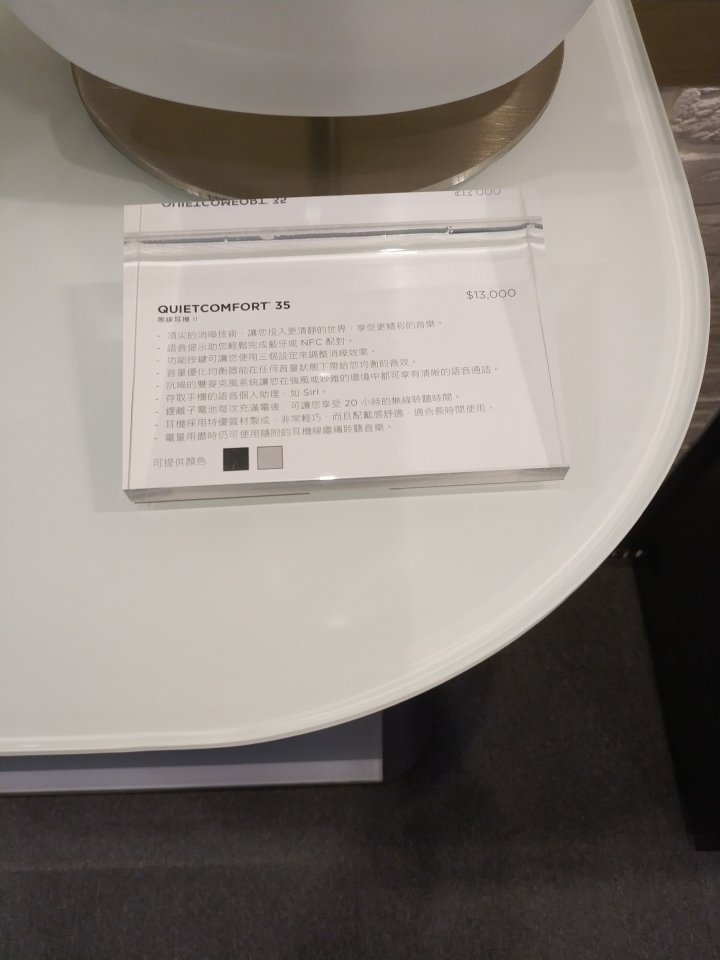 QUIETCOMFORT® 35
$13,000
無線耳機 II
- 頂尖的消噪技術，讓您投入更清靜的世界，享受更精彩的音樂。
- 語音提示助您輕鬆完成藍牙或 NFC 配對。
- 功能按鍵可讓您使用三個設定來調整消噪效果。
- 音量優化均衡器能在任何音量狀態下帶給您均衡的音效。
- 抗噪的雙麥克風系統讓您在強風或吵雜的環境中都可享有清晰的語音通話。
- 存取手機的語音個人助理，如 Siri。
- 鋰離子電池每次充滿電後，可讓您享受 20 小時的無線聆聽時間。
- 耳機採用特優質材製成，非常輕巧，而且配戴感舒適，適合長時間使用。
- 電量用盡時仍可使用隨附的耳機線繼續聆聽音樂。
可提供顏色